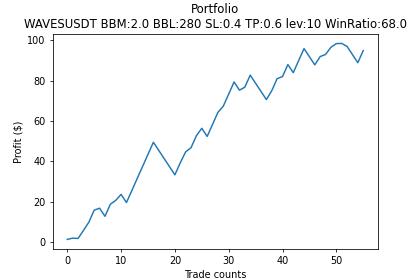 Portfolio
WAVESUSDT BBM:2.0 BBL:280 SL:0.4 TP:0.6 lev:10 WinRatio:68.0
100
80
60
40
20
0
Profit ($)
0 10 20 30 40 50
Trade counts